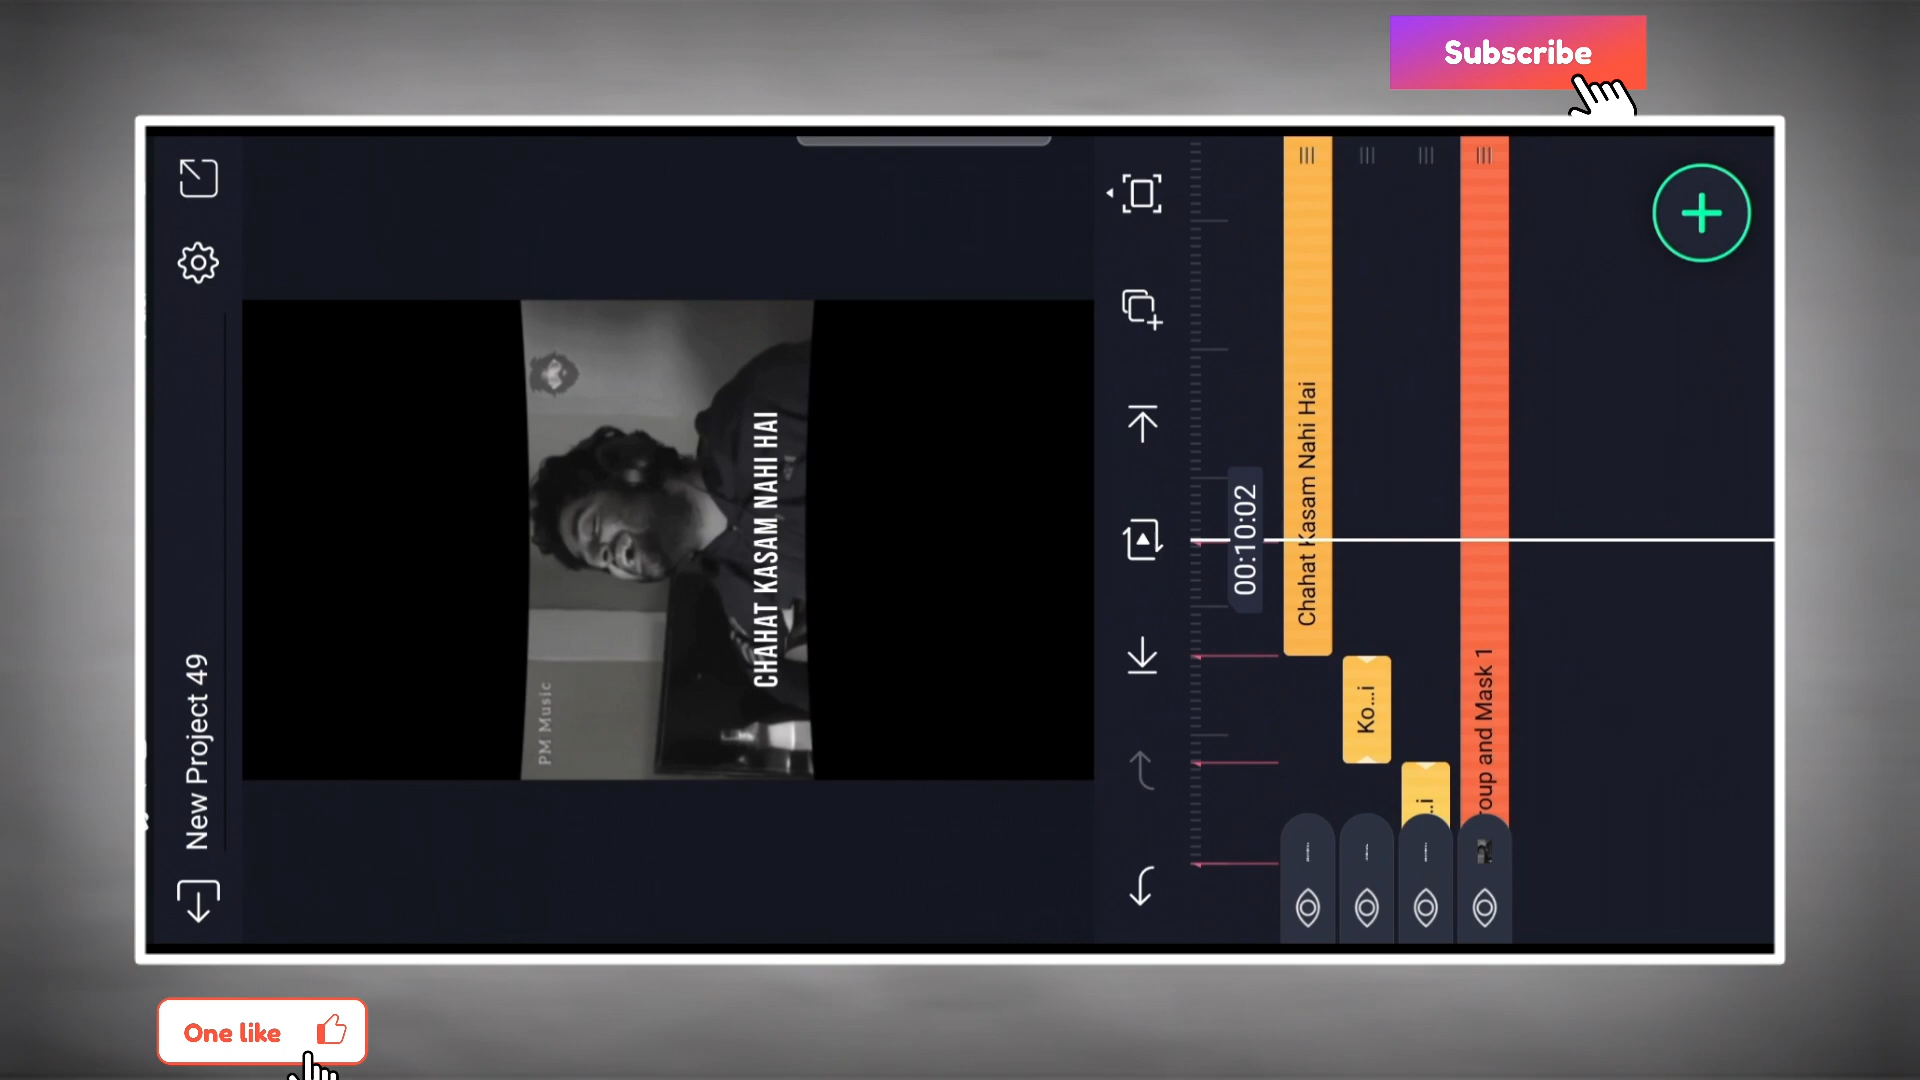 Subscribe
New Project 49
PM Music
CHAHAT KASAM NAHI HAI
00:10:02
Chahat Kasam Nahi Hai
Ko...i
...i
roup and Mask 1
One like